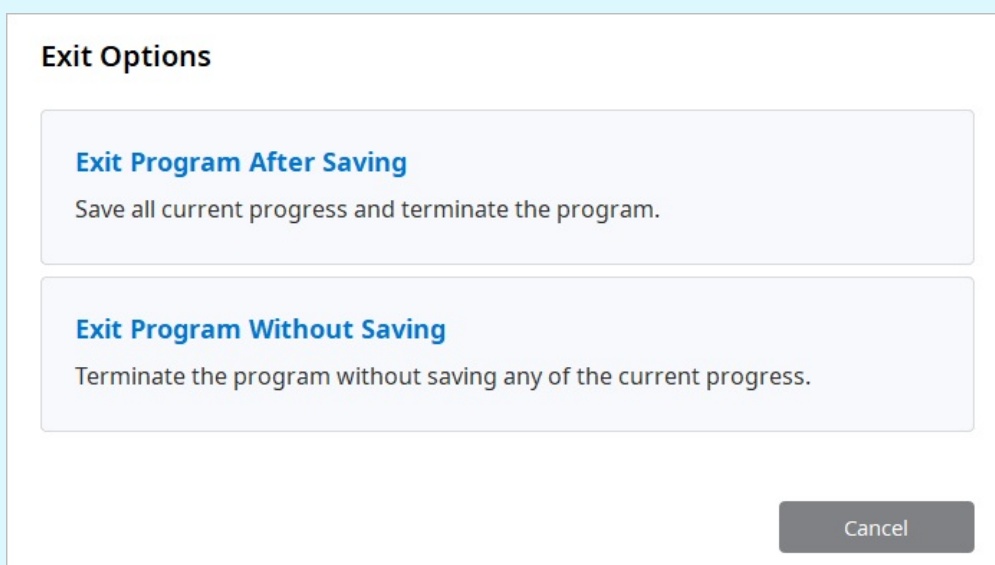 Exit Options
Exit Program After Saving
Save all current progress and terminate the program.
Exit Program Without Saving
Terminate the program without saving any of the current progress.
Cancel